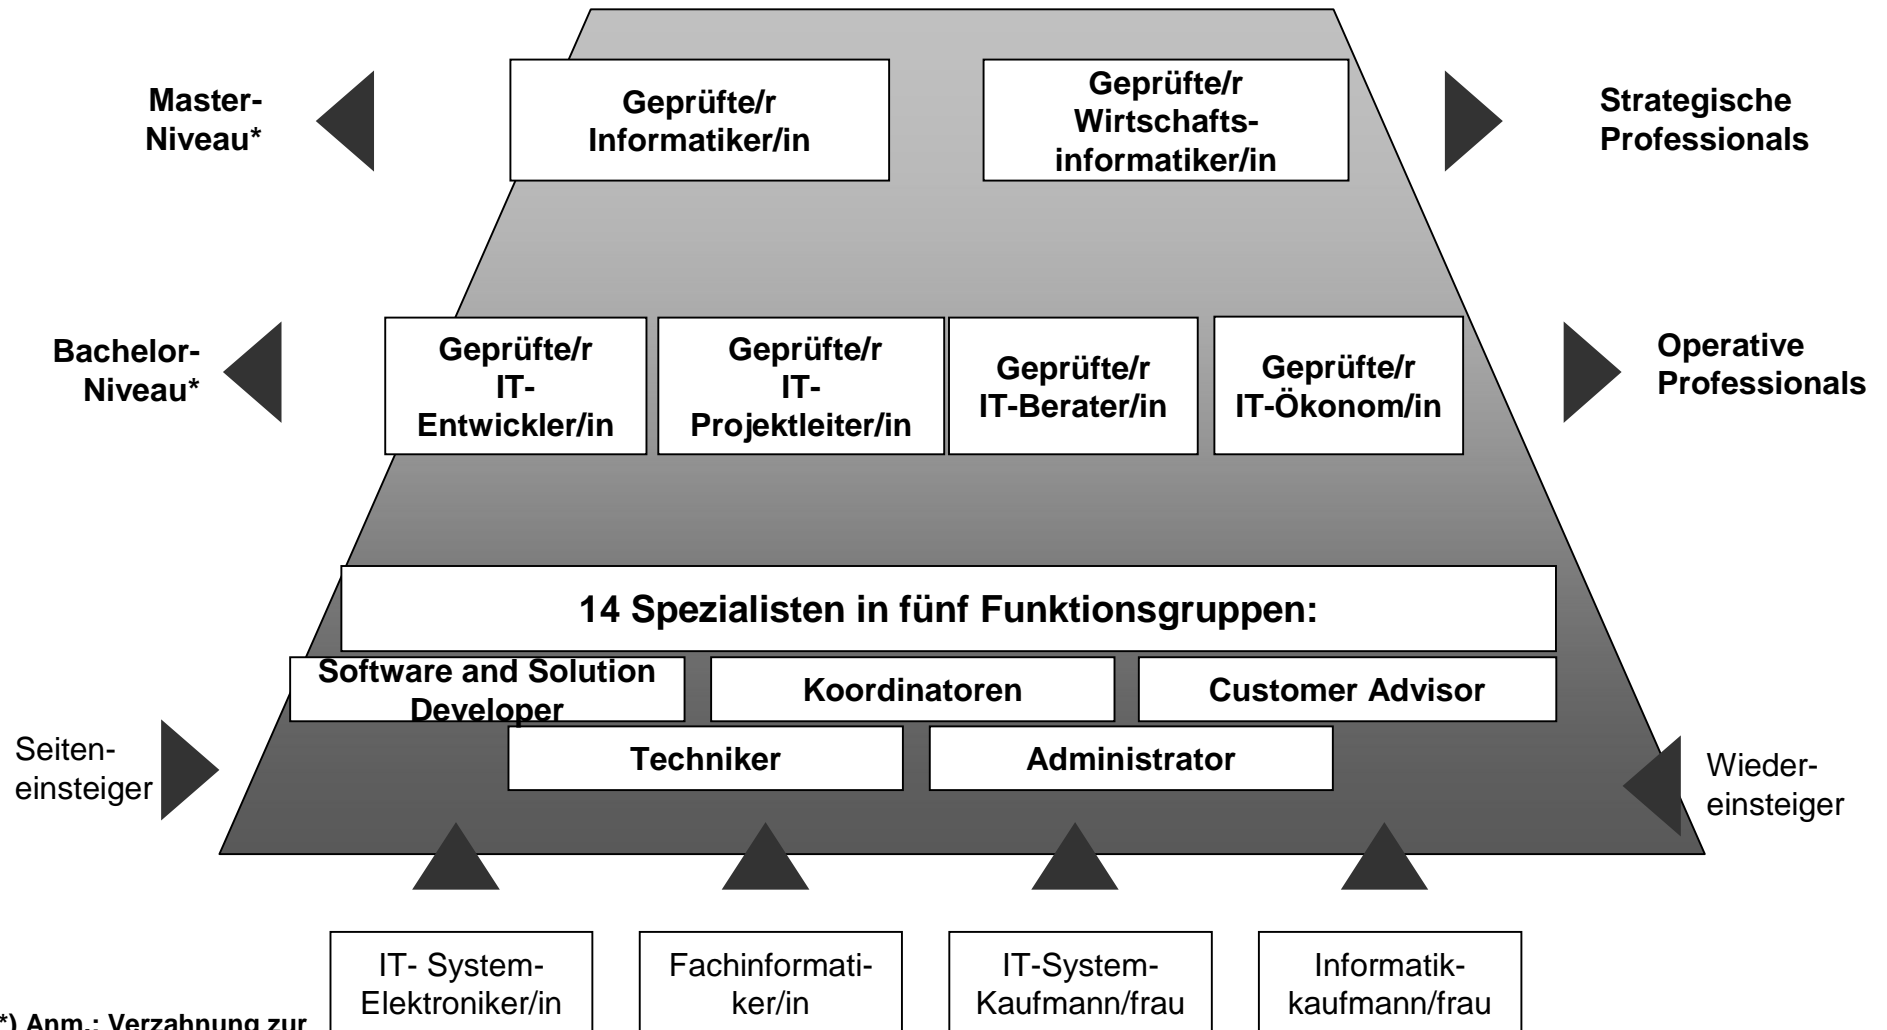 Master-
Niveau*
Geprüfte/r
Informatiker/in
Geprüfte/r
Wirtschafts-
informatiker/in
Strategische
Professionals
Bachelor-
Niveau*
Geprüfte/r
IT-
Entwickler/in
Geprüfte/r
IT-
Projektleiter/in
Geprüfte/r
IT-Berater/in
Geprüfte/r
IT-Ökonom/in
Operative
Professionals
14 Spezialisten in fünf Funktionsgruppen:
Software and Solution
Developer
Koordinatoren
Customer Advisor
Techniker
Administrator
Seiten-
einsteiger
Wieder-
einsteiger
IT- System-
Elektroniker/in
Fachinformati-
ker/in
IT-System-
Kaufmann/frau
Informatik-
kaufmann/frau
*) Anm.: Verzahnung zur